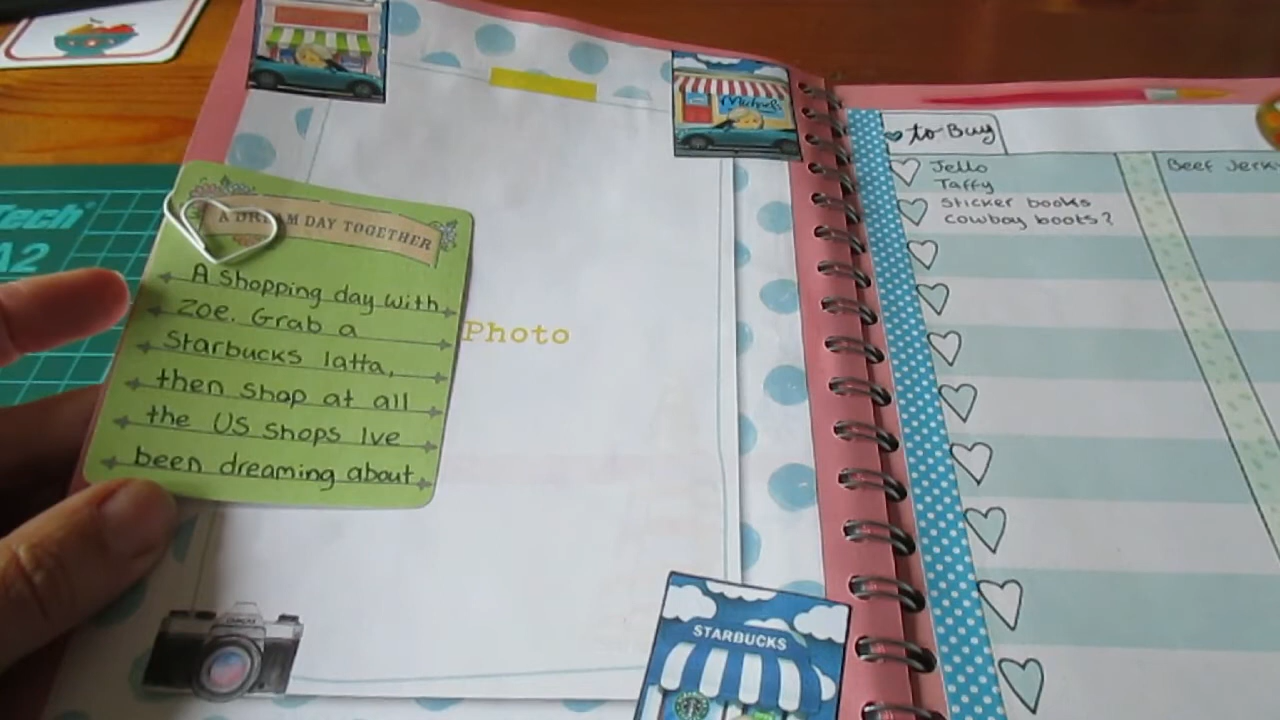 Tech
A2
A DREAM DAY TOGETHER
A Shopping day with
Zoe. Grab a
Starbucks latta,
then shop at all
the US shops Ive
been dreaming about
Photo
Michaels
STARBUCKS
to Buy
Jello
Taffy
Sticker books
Cowboy boots?
Beef Jerk